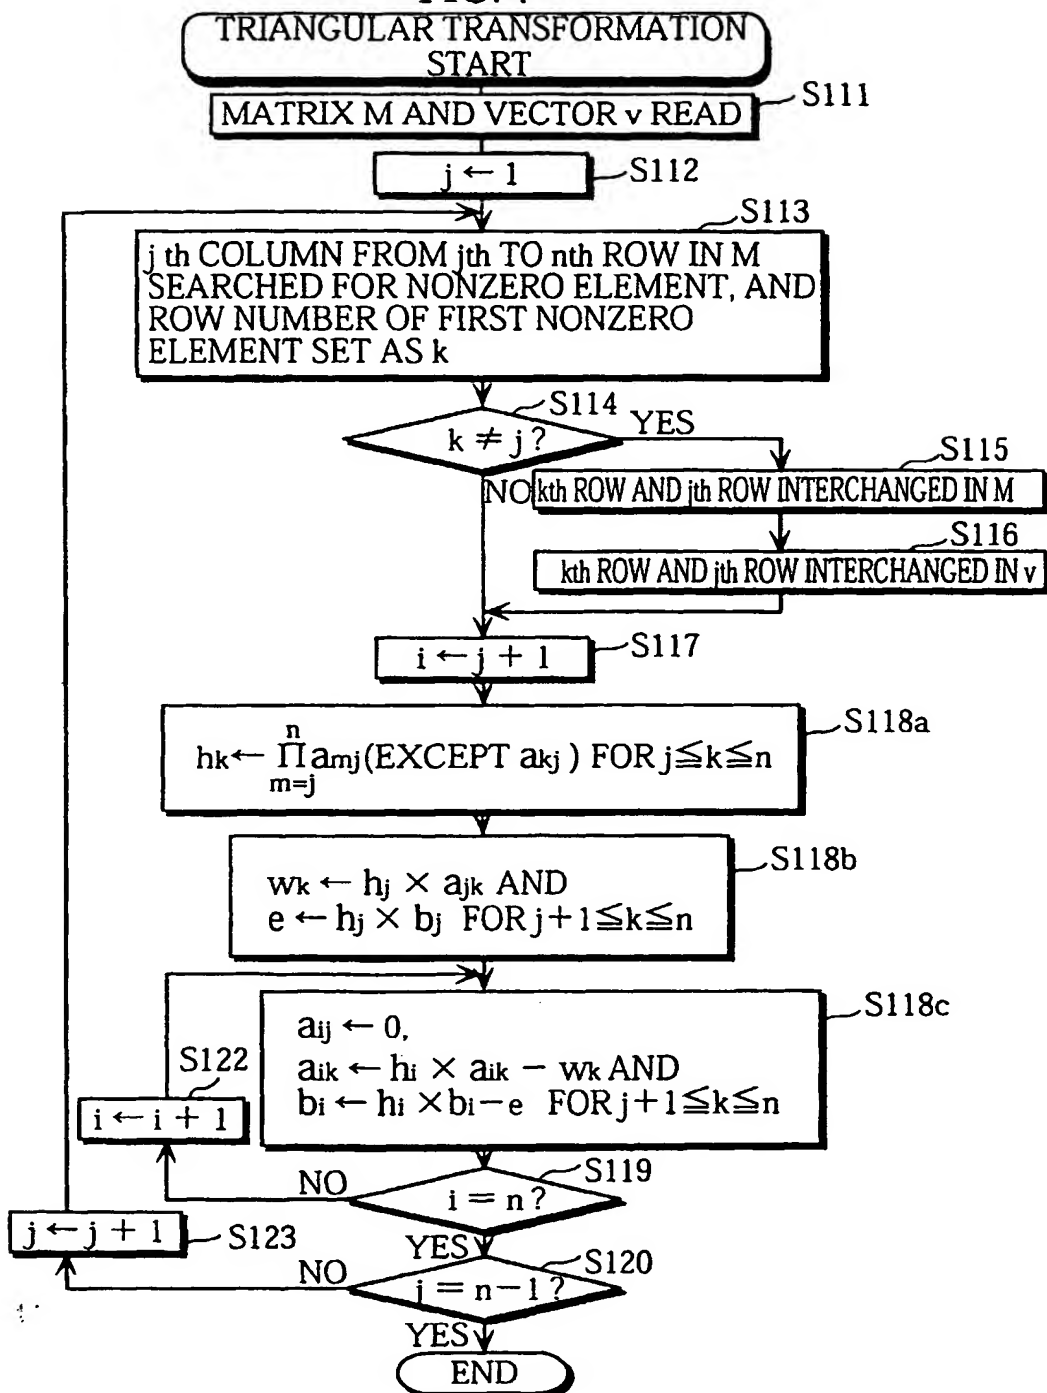 TRIANGULAR TRANSFORMATION
START
MATRIX M AND VECTOR v READ
S111
j ← 1
S112
S113
j th COLUMN FROM jth TO nth ROW IN M
SEARCHED FOR NONZERO ELEMENT, AND
ROW NUMBER OF FIRST NONZERO
ELEMENT SET AS k
S114
k ≠ j ?
YES
NO
S115
kth ROW AND jth ROW INTERCHANGED IN M
S116
kth ROW AND jth ROW INTERCHANGED IN v
i ← j + 1
S117
S118a
hk ← n Π m=j amj (EXCEPT akj) FOR j ≦ k ≦ n
S118b
wk ← hj × ajk AND
e ← hj × bj FOR j+1 ≦ k ≦ n
S118c
aij ← 0,
aik ← hi × aik − wk AND
bi ← hi × bi − e FOR j+1 ≦ k ≦ n
S122
i ← i + 1
S119
NO
i = n ?
YES
j ← j + 1
S123
S120
NO
j = n − 1 ?
YES
END